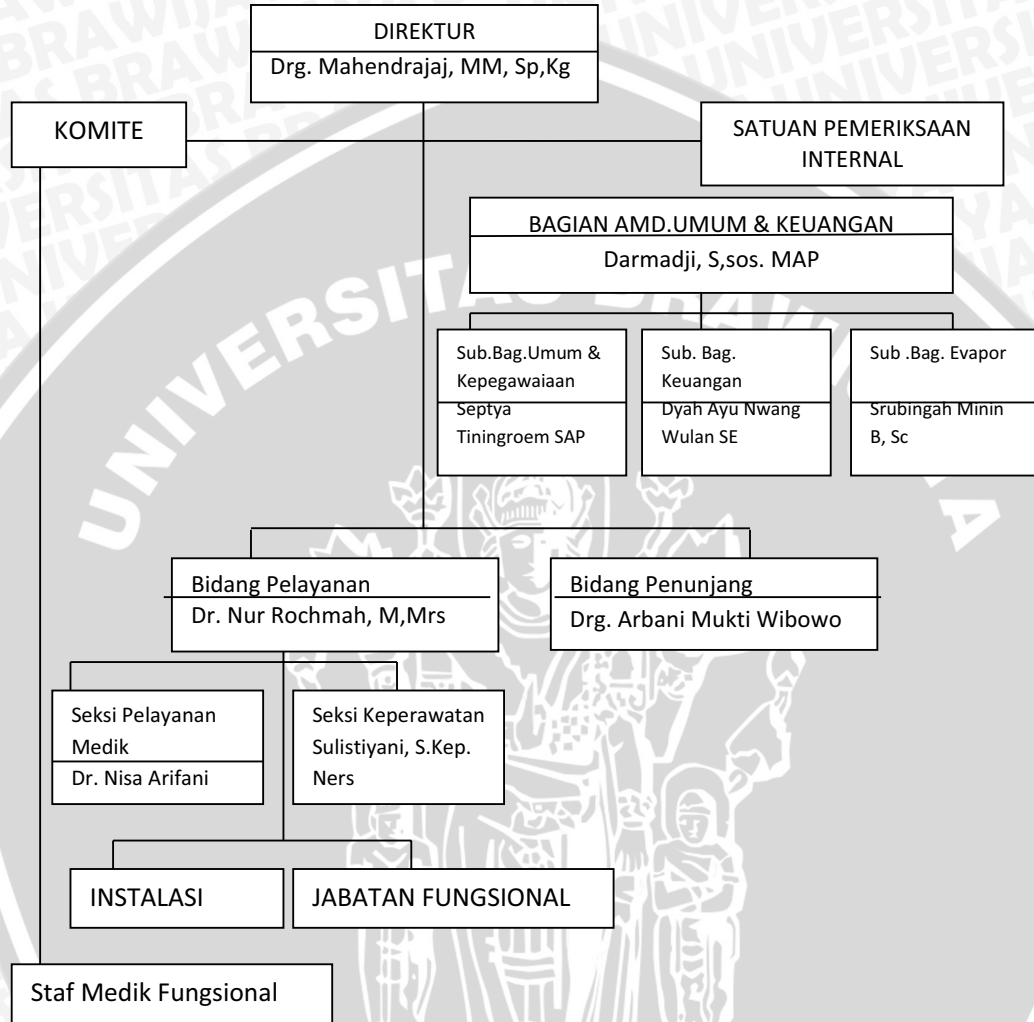 DIREKTUR
Drg. Mahendrajaj, MM, Sp,Kg
KOMITE
SATUAN PEMERIKSAAN
INTERNAL
BAGIAN AMD.UMUM & KEUANGAN
Darmadji, S,sos. MAP
Sub.Bag.Umum &
Kepegawaiaan
Septya
Tiningroem SAP
Sub. Bag.
Keuangan
Dyah Ayu Nwang
Wulan SE
Sub .Bag. Evapor
Srubingah Minin
B, Sc
Bidang Pelayanan
Dr. Nur Rochmah, M,Mrs
Bidang Penunjang
Drg. Arbani Mukti Wibowo
Seksi Pelayanan
Medik
Dr. Nisa Arifani
Seksi Keperawatan
Sulistiyani, S.Kep.
Ners
INSTALASI
JABATAN FUNGSIONAL
Staf Medik Fungsional
UNIVERSITAS BRAWIJAYA